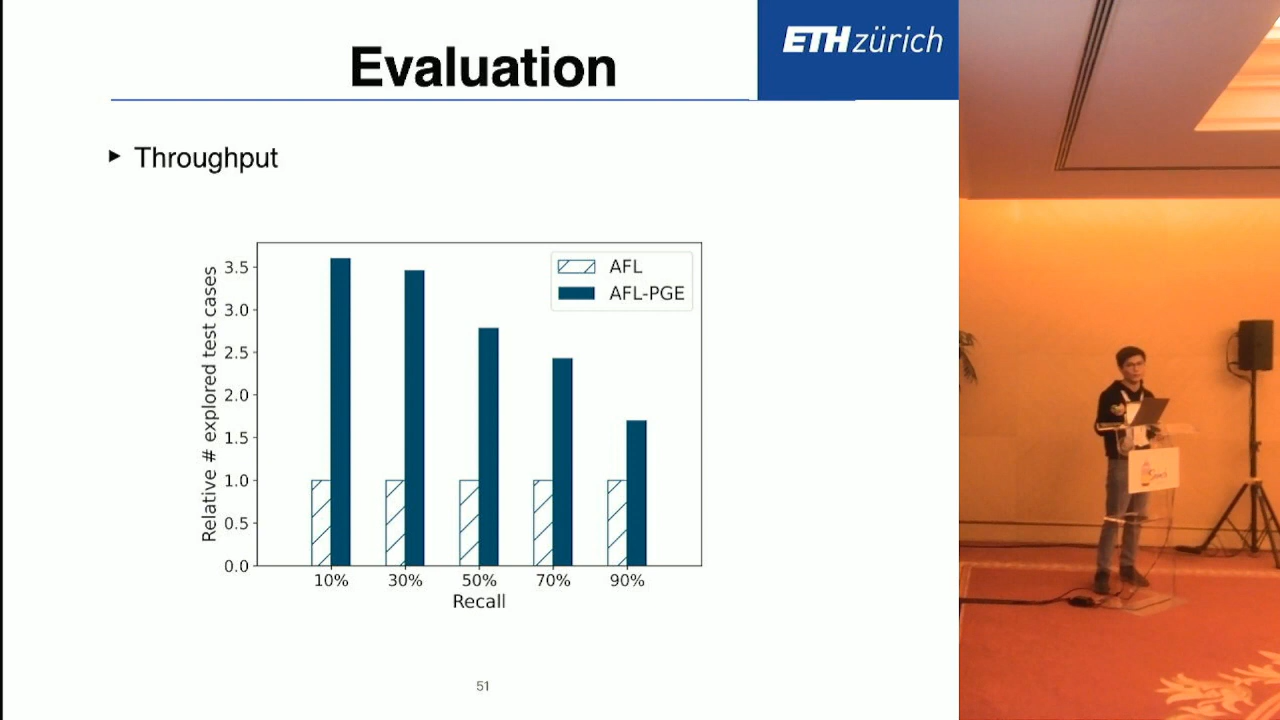 Evaluation
ETH zürich
Throughput
Relative # explored test cases
3.5
3.0
2.5
2.0
1.5
1.0
0.5
0.0
AFL
AFL-PGE
10% 30% 50% 70% 90%
Recall
51